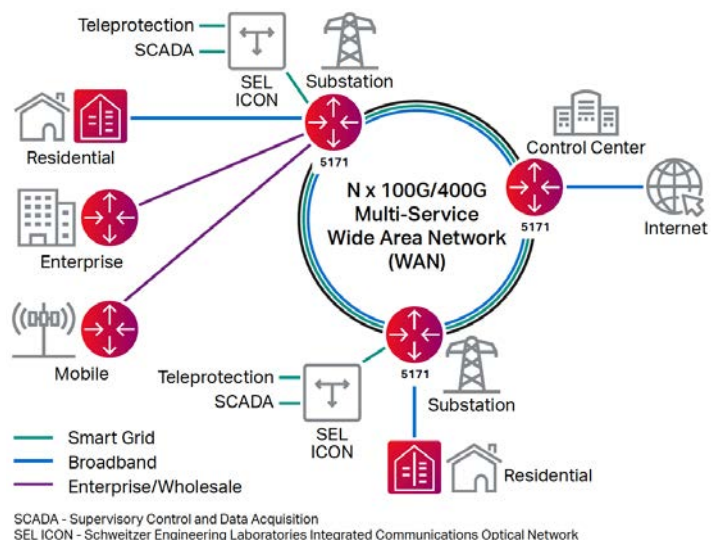 Teleprotection
SCADA
SEL
ICON
Substation
Residential
5171
Control Center
N x 100G/400G
Multi-Service
Wide Area Network
(WAN)
5171
Internet
Enterprise
Mobile
5171
Teleprotection
SCADA
SEL
ICON
Substation
Residential
Smart Grid
Broadband
Enterprise/Wholesale
SCADA - Supervisory Control and Data Acquisition
SEL ICON - Schweitzer Engineering Laboratories Integrated Communications Optical Network